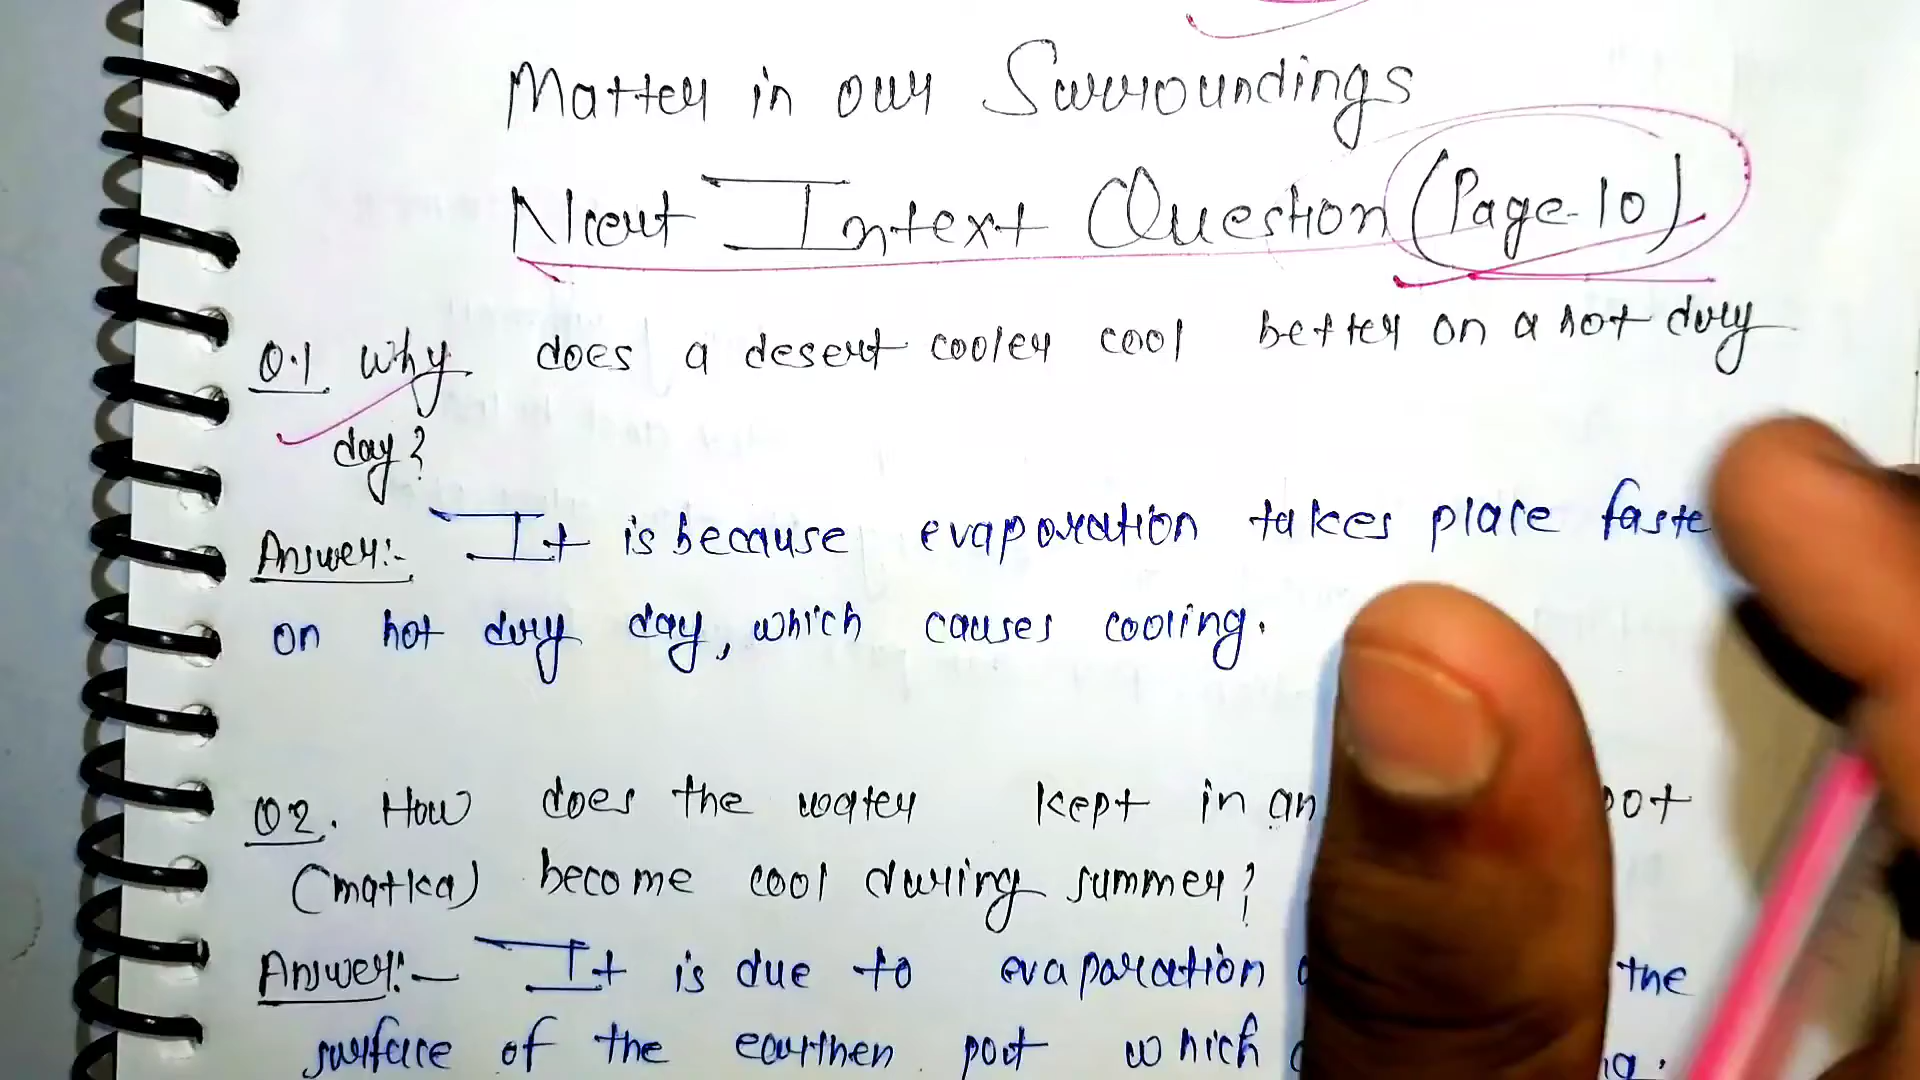 Matter in our Surroundings
Ncert Intext Question (Page-10)
Q.1 Why does a desert cooler cool better on a hot dry
day?
Answer:- It is because evaporation takes place faste
on hot dry day, which causes cooling.
Q2. How does the water kept in an pot
(matka) become cool during summer?
Answer:- It is due to evaporation the
surface of the earthen pot which